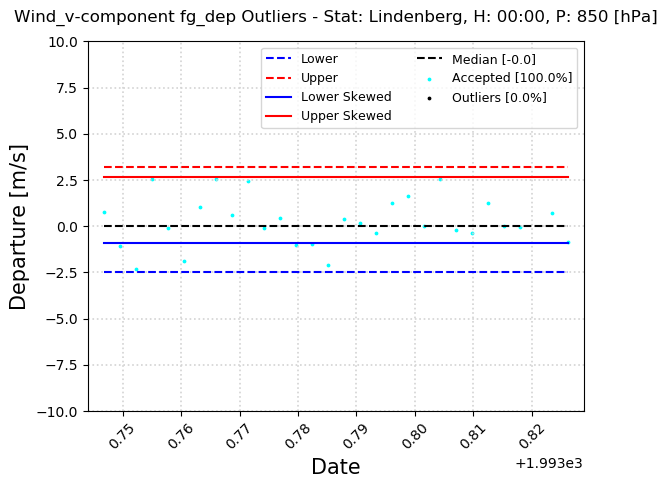 Wind_v-component fg_dep Outliers - Stat: Lindenberg, H: 00:00, P: 850 [hPa]
Departure [m/s]
10.0
7.5
5.0
2.5
0.0
−2.5
−5.0
−7.5
−10.0
Lower
Upper
Lower Skewed
Upper Skewed
Median [-0.0]
Accepted [100.0%]
Outliers [0.0%]
0.75
0.76
0.77
0.78
0.79
0.80
0.81
0.82
+1.993e3
Date